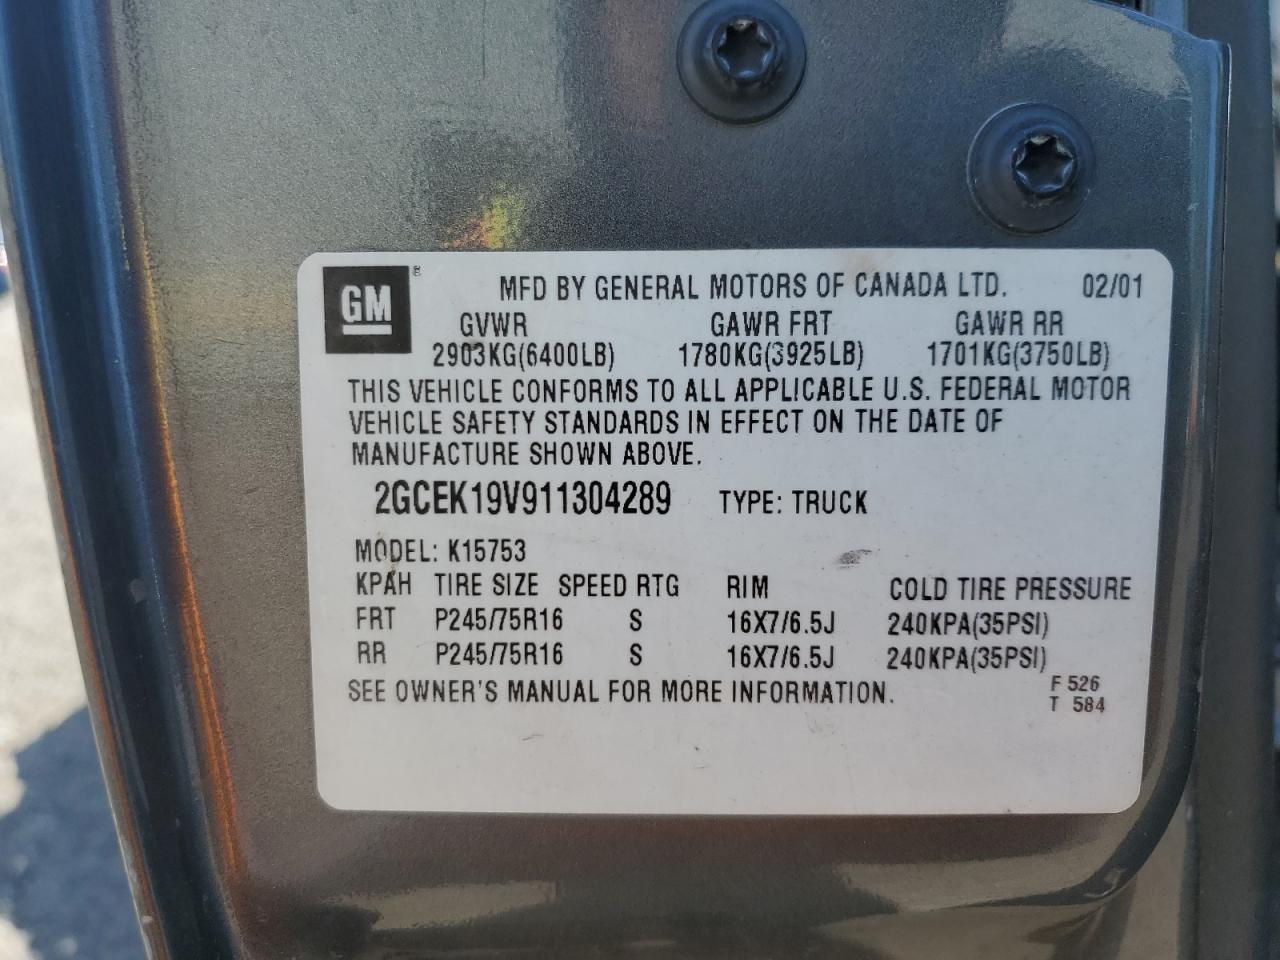 GM ®
MFD BY GENERAL MOTORS OF CANADA LTD. 02/01
GVWR GAWR FRT GAWR RR
2903KG(6400LB) 1780KG(3925LB) 1701KG(3750LB)
THIS VEHICLE CONFORMS TO ALL APPLICABLE U.S. FEDERAL MOTOR
VEHICLE SAFETY STANDARDS IN EFFECT ON THE DATE OF
MANUFACTURE SHOWN ABOVE.
2GCEK19V911304289 TYPE: TRUCK
MODEL: K15753
KPAH TIRE SIZE SPEED RTG RIM COLD TIRE PRESSURE
FRT P245/75R16 S 16X7/6.5J 240KPA(35PSI)
RR P245/75R16 S 16X7/6.5J 240KPA(35PSI)
SEE OWNER'S MANUAL FOR MORE INFORMATION.
F 526
T 584